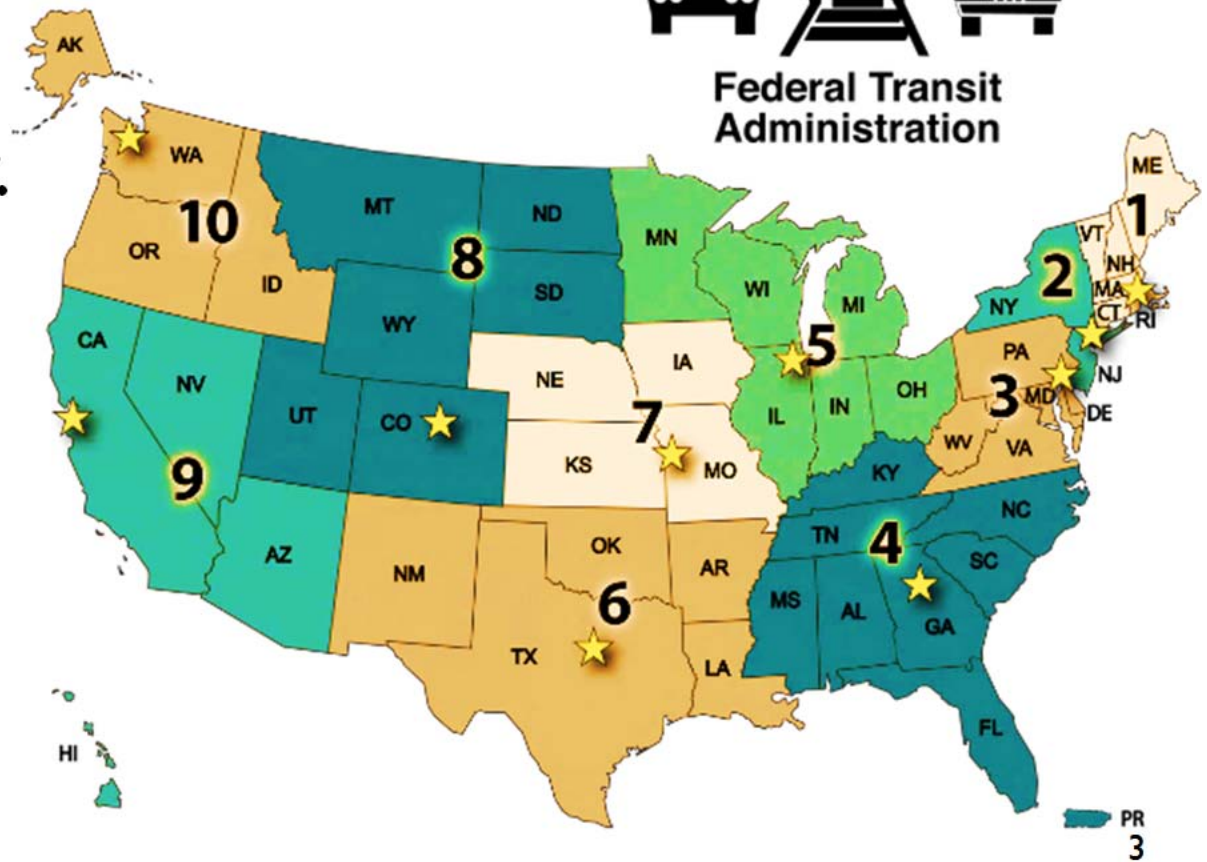 Federal Transit
Administration
AK
WA
10
OR
ID
MT
ND
8
SD
WY
MN
WI
MI
5
IL
IN
OH
ME
1
VT
NH
MA
CT
RI
2
NY
NJ
PA
3
MD
DE
WV
VA
CA
NV
9
UT
CO
AZ
NE
IA
7
KS
MO
NM
OK
AR
6
TX
LA
KY
TN
4
NC
SC
MS
AL
GA
FL
HI
PR
3